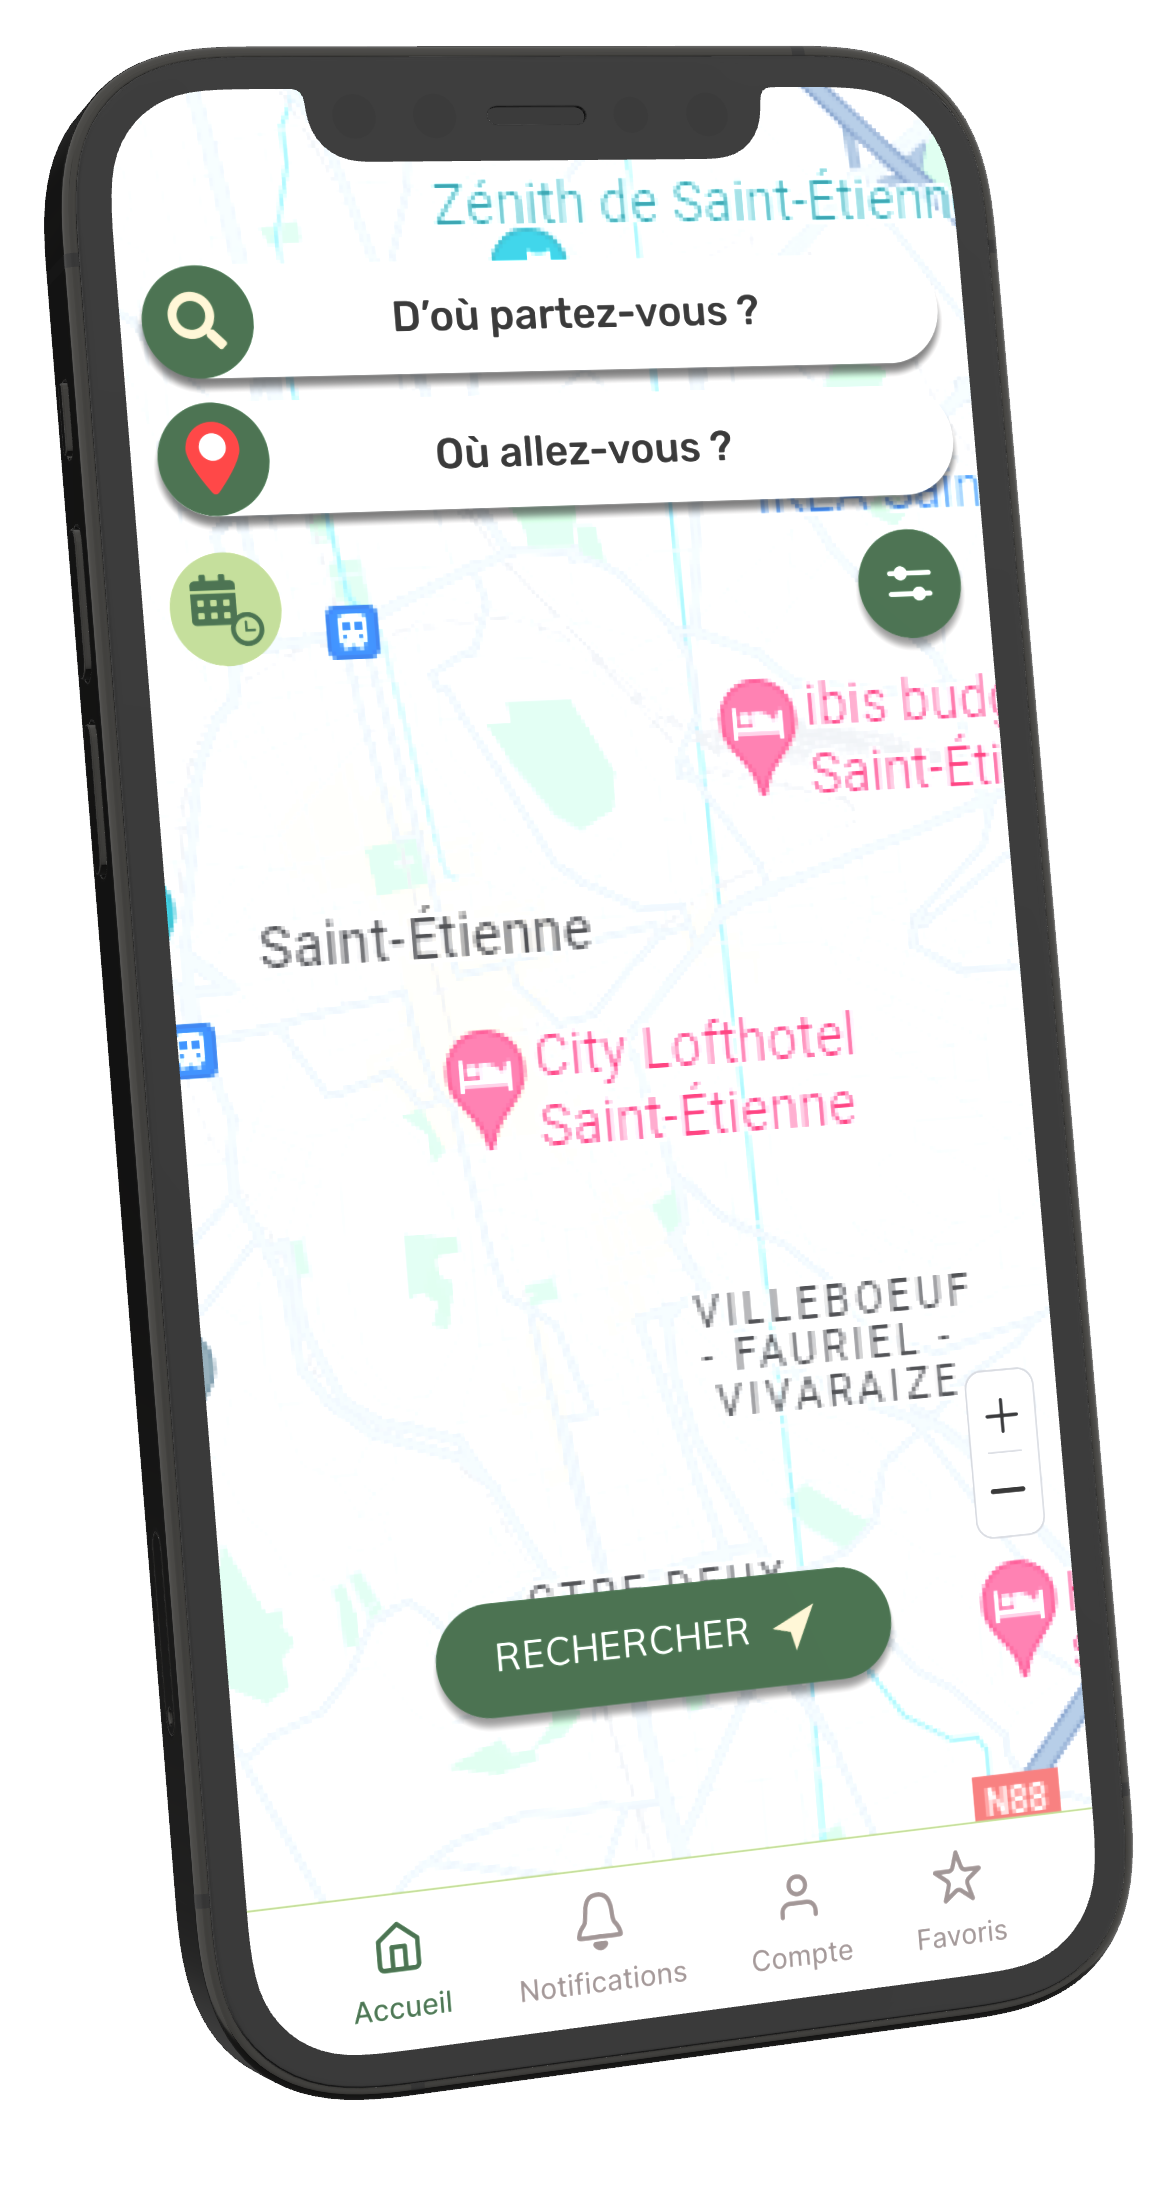 Zénith de Saint-Étienn
D’où partez-vous ?
Où allez-vous ?
ibis budg
Saint-Éti
Saint-Étienne
City Lofthotel
Saint-Étienne
VILLEBOEUF
- FAURIEL -
VIVARAIZE
RECHERCHER
N88
Accueil
Notifications
Compte
Favoris